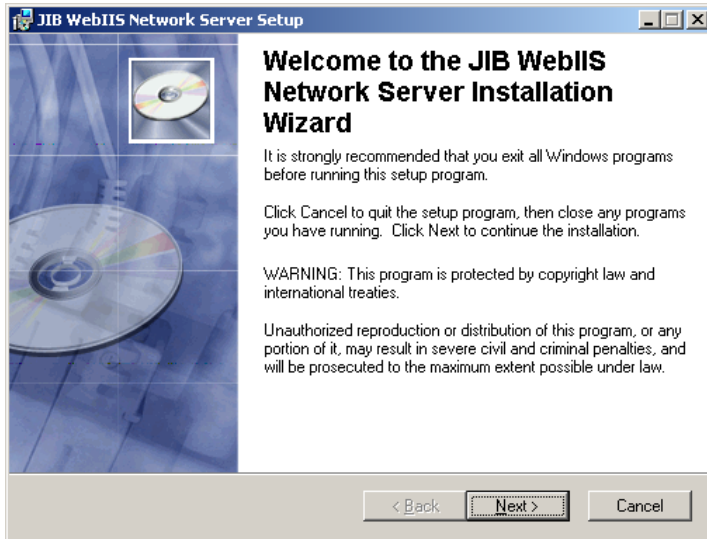 JIB WebIIS Network Server Setup
Welcome to the JIB WebIIS
Network Server Installation
Wizard
It is strongly recommended that you exit all Windows programs
before running this setup program.
Click Cancel to quit the setup program, then close any programs
you have running.  Click Next to continue the installation.
WARNING: This program is protected by copyright law and
international treaties.
Unauthorized reproduction or distribution of this program, or any
portion of it, may result in severe civil and criminal penalties, and
will be prosecuted to the maximum extent possible under law.
< Back
Next >
Cancel